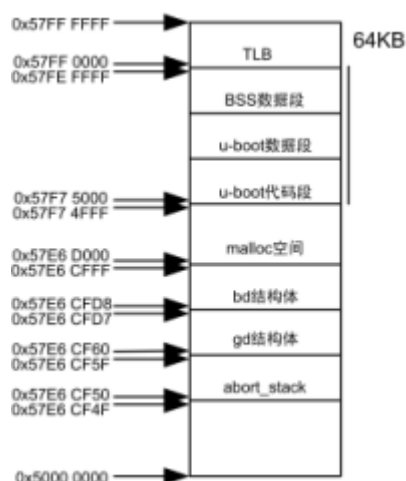 0x57FF FFFF
64KB
TLB
0x57FF 0000
0x57FE FFFF
BSS数据段
u-boot数据段
u-boot代码段
0x57F7 5000
0x57F7 4FFF
malloc空间
0x57E6 D000
0x57E6 CFFF
bd结构体
0x57E6 CFD8
0x57E6 CFD7
gd结构体
0x57E6 CF60
0x57E6 CF5F
abort_stack
0x57E6 CF50
0x57E6 CF4F
0x5000 0000